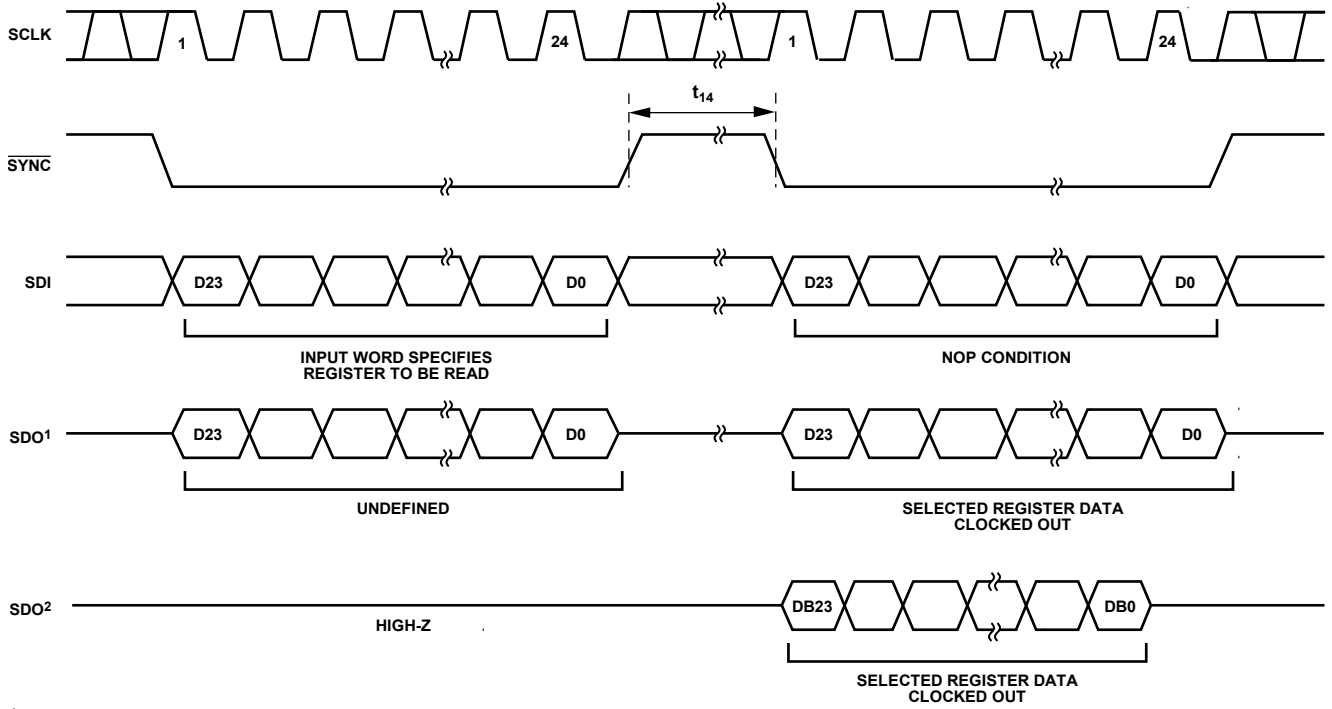 SCLK
1
24
1
24
t14
SYNC
SDI
D23
D0
D23
D0
INPUT WORD SPECIFIES
REGISTER TO BE READ
NOP CONDITION
SDO1
D23
D0
D23
D0
UNDEFINED
SELECTED REGISTER DATA
CLOCKED OUT
SDO2
HIGH-Z
DB23
DB0
SELECTED REGISTER DATA
CLOCKED OUT